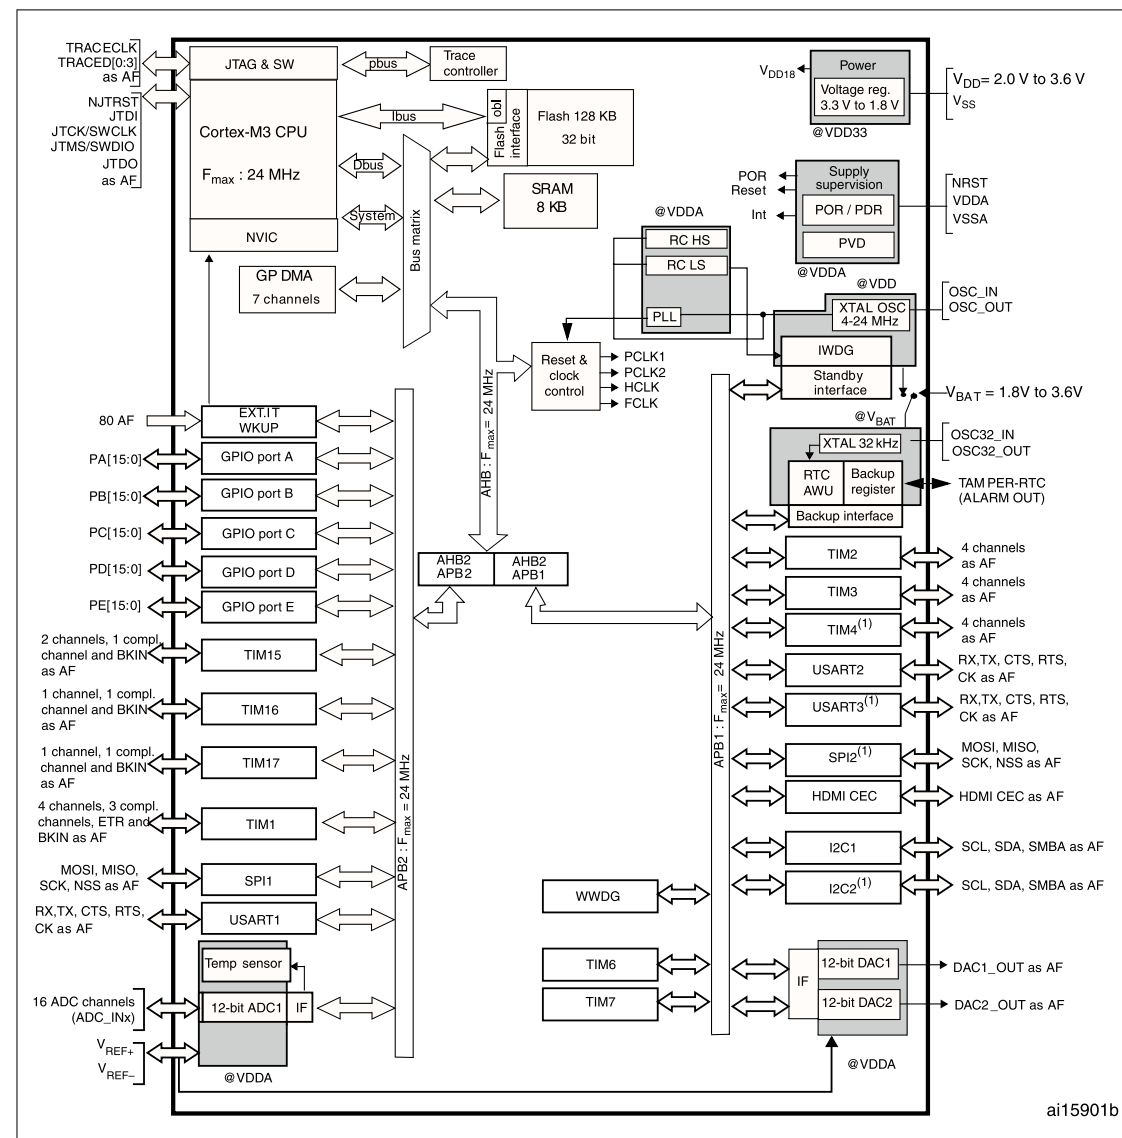 TRACECLK
TRACED[0:3]
as AF
NJTRST
JTDI
JTCK/SWCLK
JTMS/SWDIO
JTDO
as AF
JTAG & SW
pbus
Trace
controller
Cortex-M3 CPU
Fmax : 24 MHz
NVIC
Ibus
Dbus
System
Flash obl
interface
Flash 128 KB
32 bit
SRAM
8 KB
GP DMA
7 channels
Bus matrix
VDD18
Power
Voltage reg.
3.3 V to 1.8 V
@VDD33
VDD= 2.0 V to 3.6 V
VSS
POR
Reset
Int
Supply
supervision
POR / PDR
PVD
@VDDA
NRST
VDDA
VSSA
@VDDA
RC HS
RC LS
PLL
@VDD
XTAL OSC
4-24 MHz
OSC_IN
OSC_OUT
IWDG
Standby
interface
Reset &
clock
control
PCLK1
PCLK2
HCLK
FCLK
VBAT = 1.8V to 3.6V
@VBAT
XTAL 32 kHz
OSC32_IN
OSC32_OUT
RTC
AWU
Backup
register
Backup interface
TAM PER-RTC
(ALARM OUT)
AHB : Fmax = 24 MHz
AHB2
APB2
AHB2
APB1
80 AF
EXT.IT
WKUP
PA[15:0]
GPIO port A
PB[15:0]
GPIO port B
PC[15:0]
GPIO port C
PD[15:0]
GPIO port D
PE[15:0]
GPIO port E
2 channels, 1 compl.
channel and BKIN
as AF
TIM15
1 channel, 1 compl.
channel and BKIN
as AF
TIM16
1 channel, 1 compl.
channel and BKIN
as AF
TIM17
4 channels, 3 compl.
channels, ETR and
BKIN as AF
TIM1
MOSI, MISO,
SCK, NSS as AF
SPI1
RX,TX, CTS, RTS,
CK as AF
USART1
Temp sensor
16 ADC channels
(ADC_INx)
12-bit ADC1
IF
VREF+
VREF–
@VDDA
APB2 : Fmax = 24 MHz
APB1 : Fmax = 24 MHz
TIM2
4 channels
as AF
TIM3
4 channels
as AF
TIM4(1)
4 channels
as AF
USART2
RX,TX, CTS, RTS,
CK as AF
USART3(1)
RX,TX, CTS, RTS,
CK as AF
SPI2(1)
MOSI, MISO,
SCK, NSS as AF
HDMI CEC
HDMI CEC as AF
I2C1
SCL, SDA, SMBA as AF
I2C2(1)
SCL, SDA, SMBA as AF
WWDG
TIM6
TIM7
IF
12-bit DAC1
DAC1_OUT as AF
12-bit DAC2
DAC2_OUT as AF
@VDDA
ai15901b